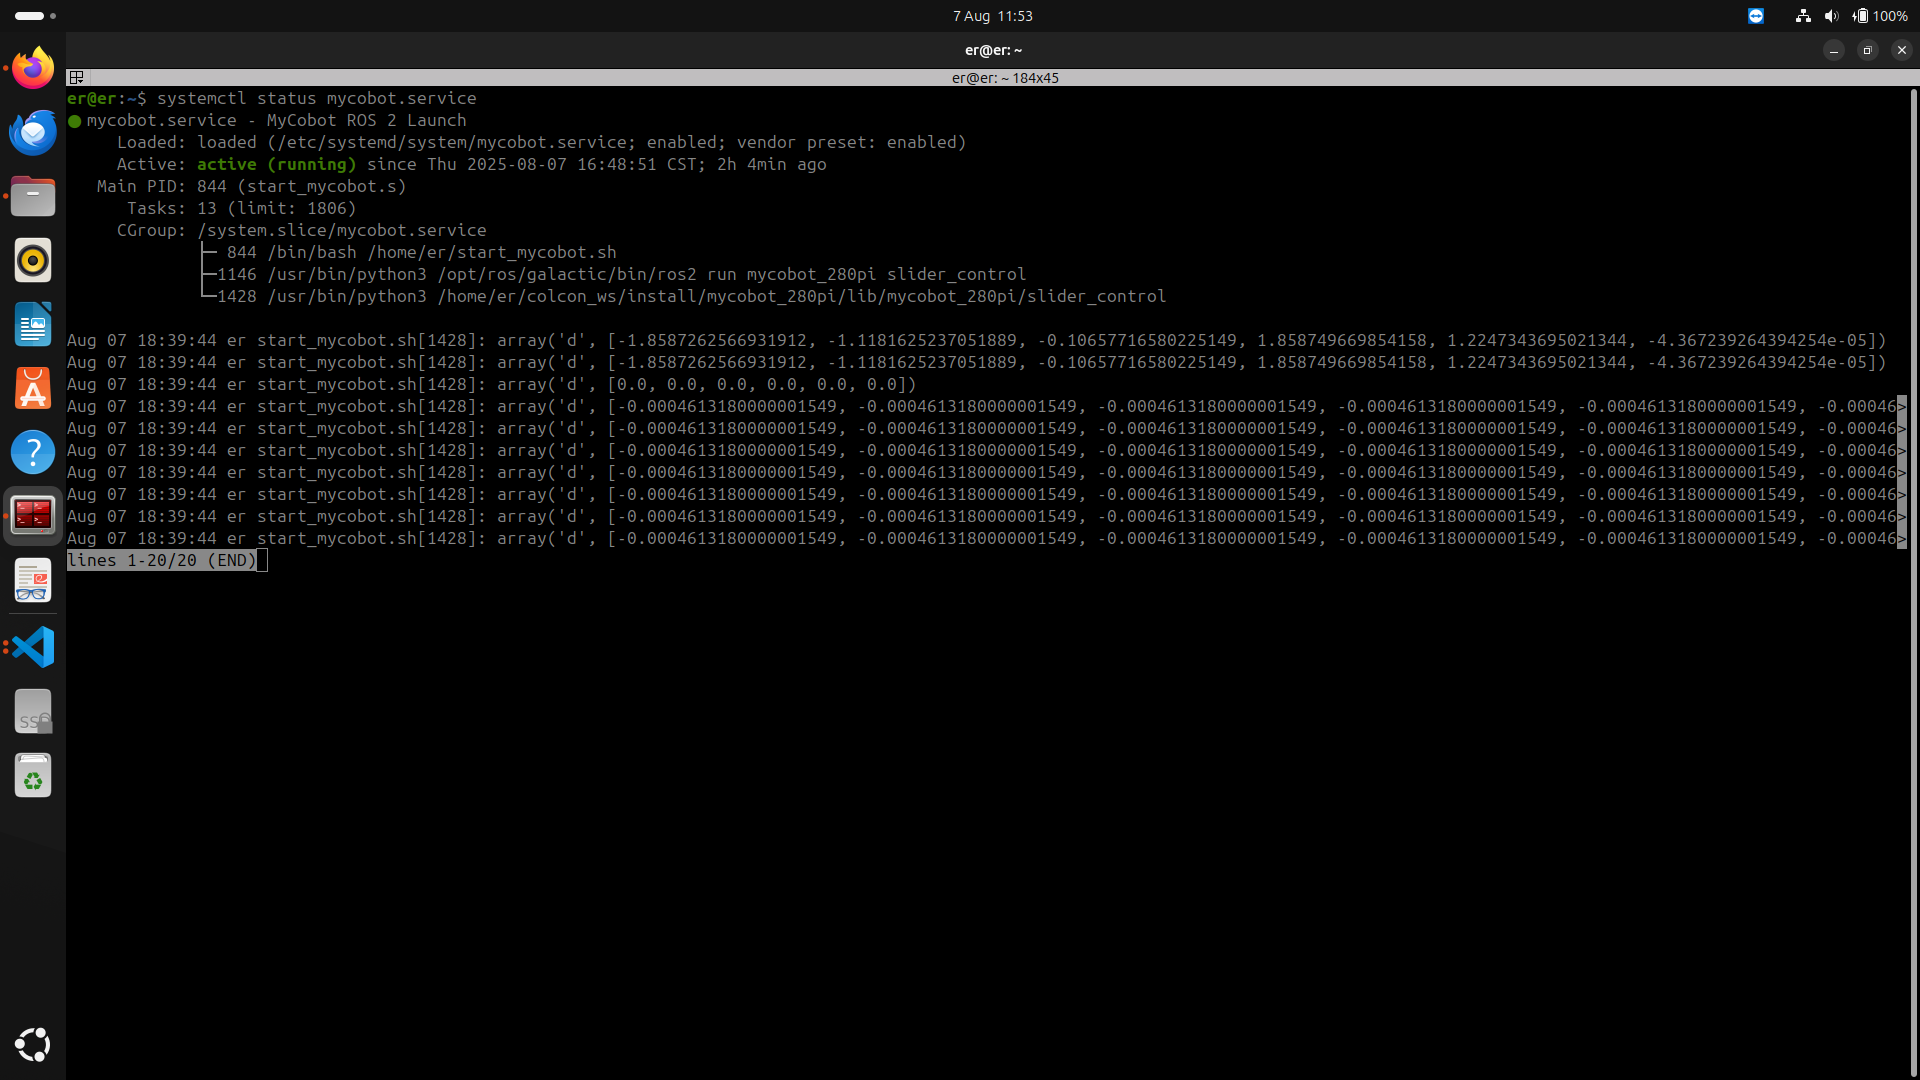 7 Aug 11:53
100%
er@er: ~
er@er: ~ 184x45
er@er:~$ systemctl status mycobot.service
● mycobot.service - MyCobot ROS 2 Launch
Loaded: loaded (/etc/systemd/system/mycobot.service; enabled; vendor preset: enabled)
Active: active (running) since Thu 2025-08-07 16:48:51 CST; 2h 4min ago
Main PID: 844 (start_mycobot.s)
Tasks: 13 (limit: 1806)
CGroup: /system.slice/mycobot.service
├─ 844 /bin/bash /home/er/start_mycobot.sh
├─1146 /usr/bin/python3 /opt/ros/galactic/bin/ros2 run mycobot_280pi slider_control
└─1428 /usr/bin/python3 /home/er/colcon_ws/install/mycobot_280pi/lib/mycobot_280pi/slider_control
Aug 07 18:39:44 er start_mycobot.sh[1428]: array('d', [-1.8587262566931912, -1.1181625237051889, -0.10657716580225149, 1.858749669854158, 1.2247343695021344, -4.367239264394254e-05])
Aug 07 18:39:44 er start_mycobot.sh[1428]: array('d', [-1.8587262566931912, -1.1181625237051889, -0.10657716580225149, 1.858749669854158, 1.2247343695021344, -4.367239264394254e-05])
Aug 07 18:39:44 er start_mycobot.sh[1428]: array('d', [0.0, 0.0, 0.0, 0.0, 0.0, 0.0])
Aug 07 18:39:44 er start_mycobot.sh[1428]: array('d', [-0.0004613180000001549, -0.0004613180000001549, -0.0004613180000001549, -0.0004613180000001549, -0.0004613180000001549, -0.00046>
Aug 07 18:39:44 er start_mycobot.sh[1428]: array('d', [-0.0004613180000001549, -0.0004613180000001549, -0.0004613180000001549, -0.0004613180000001549, -0.0004613180000001549, -0.00046>
Aug 07 18:39:44 er start_mycobot.sh[1428]: array('d', [-0.0004613180000001549, -0.0004613180000001549, -0.0004613180000001549, -0.0004613180000001549, -0.0004613180000001549, -0.00046>
Aug 07 18:39:44 er start_mycobot.sh[1428]: array('d', [-0.0004613180000001549, -0.0004613180000001549, -0.0004613180000001549, -0.0004613180000001549, -0.0004613180000001549, -0.00046>
Aug 07 18:39:44 er start_mycobot.sh[1428]: array('d', [-0.0004613180000001549, -0.0004613180000001549, -0.0004613180000001549, -0.0004613180000001549, -0.0004613180000001549, -0.00046>
Aug 07 18:39:44 er start_mycobot.sh[1428]: array('d', [-0.0004613180000001549, -0.0004613180000001549, -0.0004613180000001549, -0.0004613180000001549, -0.0004613180000001549, -0.00046>
Aug 07 18:39:44 er start_mycobot.sh[1428]: array('d', [-0.0004613180000001549, -0.0004613180000001549, -0.0004613180000001549, -0.0004613180000001549, -0.0004613180000001549, -0.00046>
lines 1-20/20 (END)